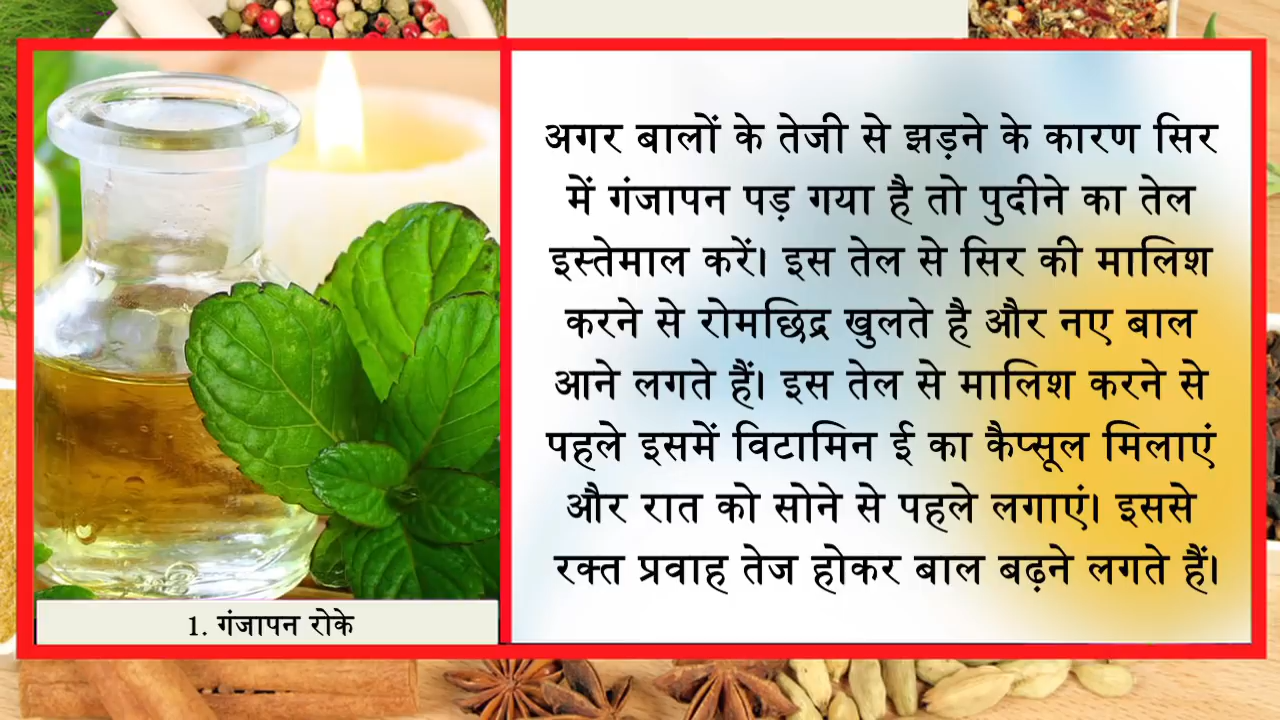 अगर बालों के तेजी से झड़ने के कारण सिर
में गंजापन पड़ गया है तो पुदीने का तेल
इस्तेमाल करें। इस तेल से सिर की मालिश
करने से रोमछिद्र खुलते है और नए बाल
आने लगते हैं। इस तेल से मालिश करने से
पहले इसमें विटामिन ई का कैप्सूल मिलाएं
और रात को सोने से पहले लगाएं। इससे
रक्त प्रवाह तेज होकर बाल बढ़ने लगते हैं।
1. गंजापन रोके